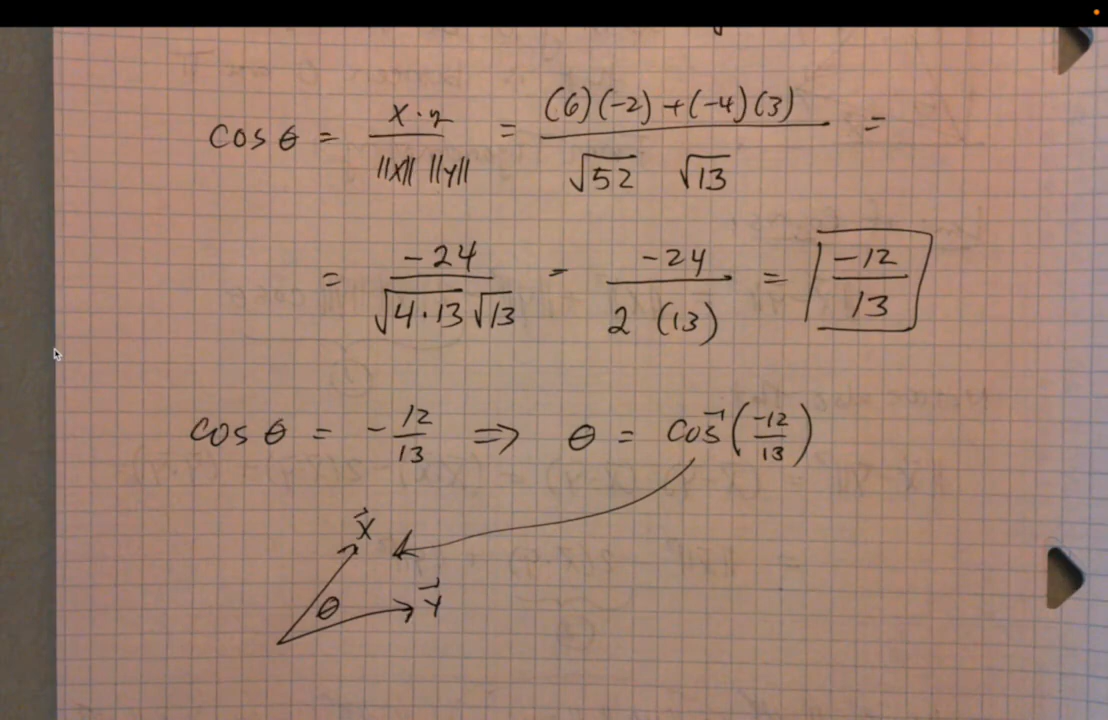 cos θ = x·y / ||x|| ||y|| = (6)(-2)+(-4)(3) / √52 √13 =
= -24 / √4·13 √13 = -24 / 2 (13) = -12 / 13
cos θ = - 12/13 ⇒ θ = cos⁻¹(-12/13)
x⃗
θ y⃗